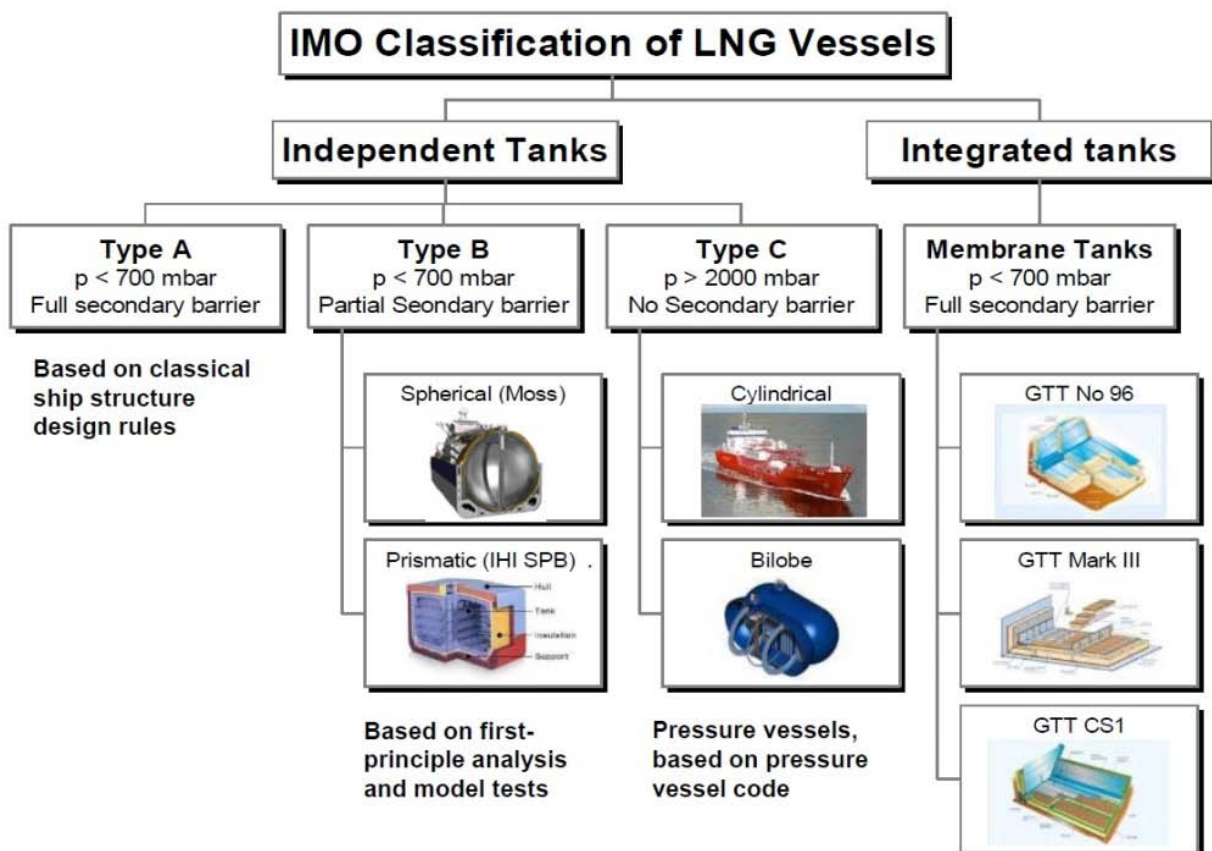 IMO Classification of LNG Vessels
Independent Tanks
Integrated tanks
Type A
p < 700 mbar
Full secondary barrier
Type B
p < 700 mbar
Partial Seondary barrier
Type C
p > 2000 mbar
No Secondary barrier
Membrane Tanks
p < 700 mbar
Full secondary barrier
Based on classical
ship structure
design rules
Spherical (Moss)
Cylindrical
GTT No 96
Prismatic (IHI SPB) .
Hull
Tank
Insulation
Support
Bilobe
GTT Mark III
Based on first-
principle analysis
and model tests
Pressure vessels,
based on pressure
vessel code
GTT CS1